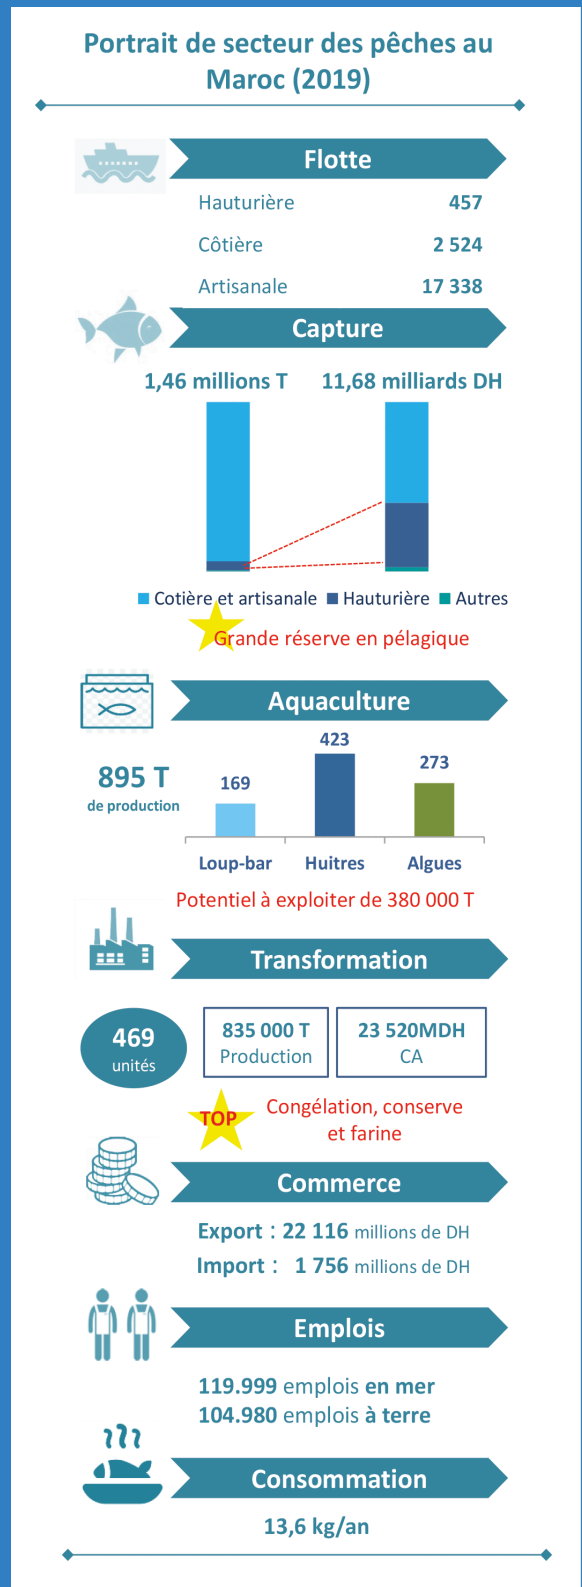 Portrait de secteur des pêches au
Maroc (2019)
Flotte
Hauturière 457
Côtière 2 524
Artisanale 17 338
Capture
1,46 millions T 11,68 milliards DH
Cotière et artisanale Hauturière Autres
Grande réserve en pélagique
Aquaculture
895 T
de production
169
423
273
Loup-bar Huitres Algues
Potentiel à exploiter de 380 000 T
Transformation
469
unités
835 000 T
Production
23 520MDH
CA
TOP
Congélation, conserve
et farine
Commerce
Export : 22 116 millions de DH
Import : 1 756 millions de DH
Emplois
119.999 emplois en mer
104.980 emplois à terre
Consommation
13,6 kg/an